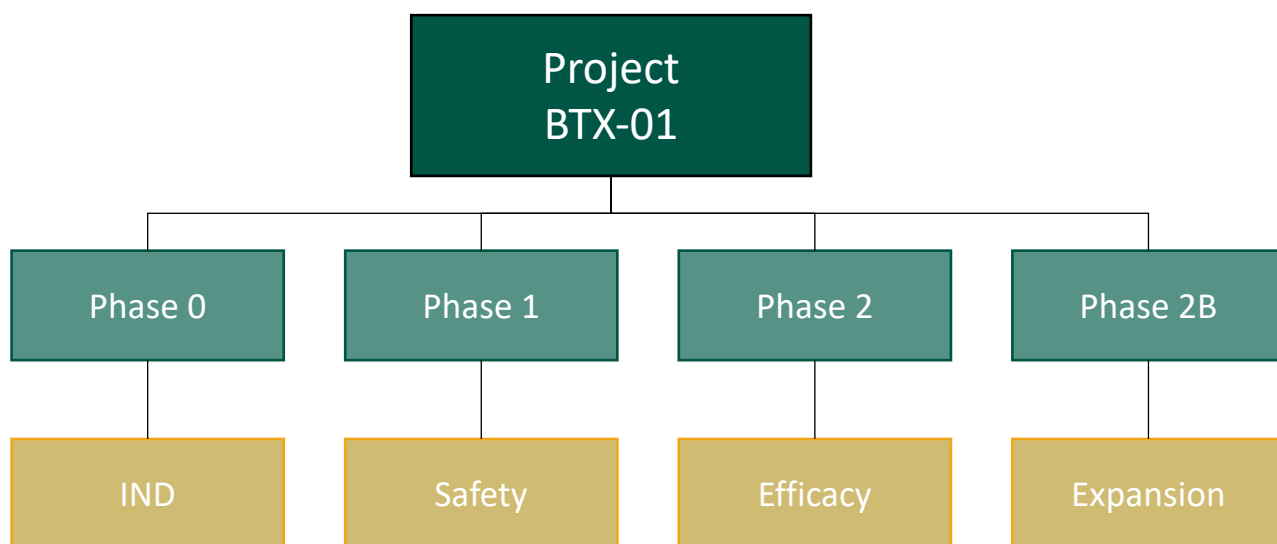 Project
BTX-01
Phase 0
Phase 1
Phase 2
Phase 2B
IND
Safety
Efficacy
Expansion